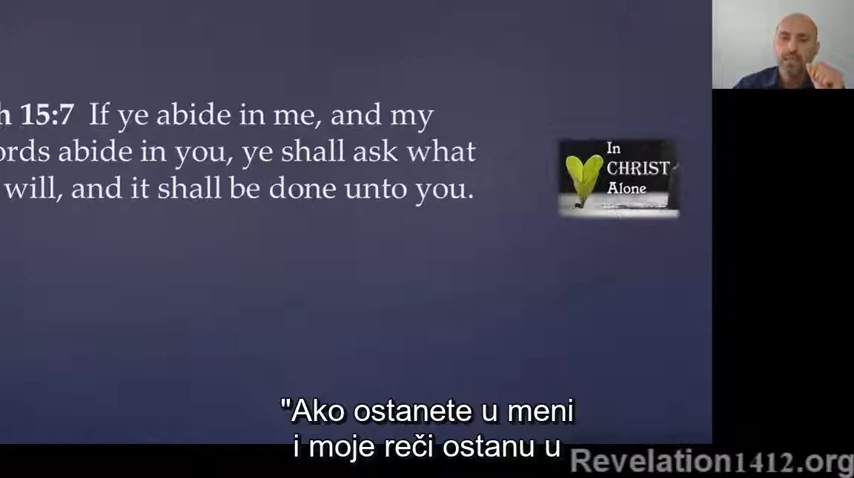 h 15:7 If ye abide in me, and my
ords abide in you, ye shall ask what
will, and it shall be done unto you.
In
CHRIST
Alone
"Ako ostanete u meni
i moje reči ostanu u
Revelation1412.org